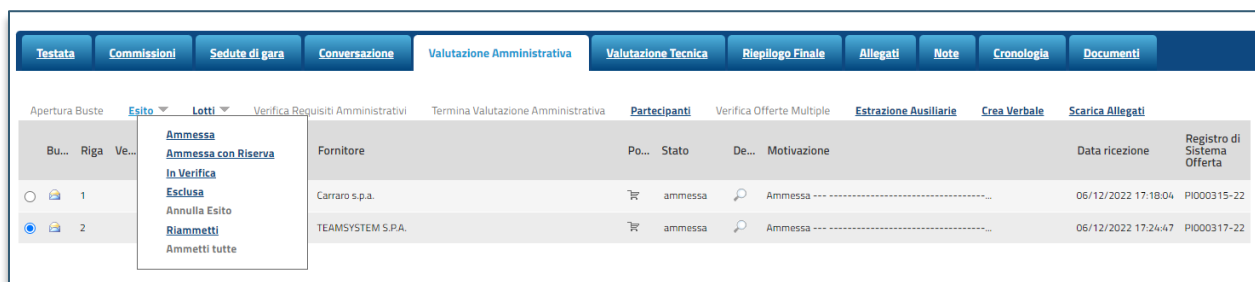 Testata Commissioni Sedute di gara Conversazione Valutazione Amministrativa Valutazione Tecnica Riepilogo Finale Allegati Note Cronologia Documenti
Apertura Buste Esito Lotti Verifica Requisiti Amministrativi Termina Valutazione Amministrativa Partecipanti Verifica Offerte Multiple Estrazione Ausiliarie Crea Verbale Scarica Allegati
Ammessa
Ammessa con Riserva
In Verifica
Esclusa
Annulla Esito
Riammetti
Ammetti tutte
Bu... Riga Ve... Fornitore Po... Stato De... Motivazione Data ricezione Registro di Sistema Offerta
1 Carraro s.p.a. ammessa Ammessa --- ------------------------------------... 06/12/2022 17:18:04 PI000315-22
2 TEAMSYSTEM S.P.A. ammessa Ammessa --- ------------------------------------... 06/12/2022 17:24:47 PI000317-22